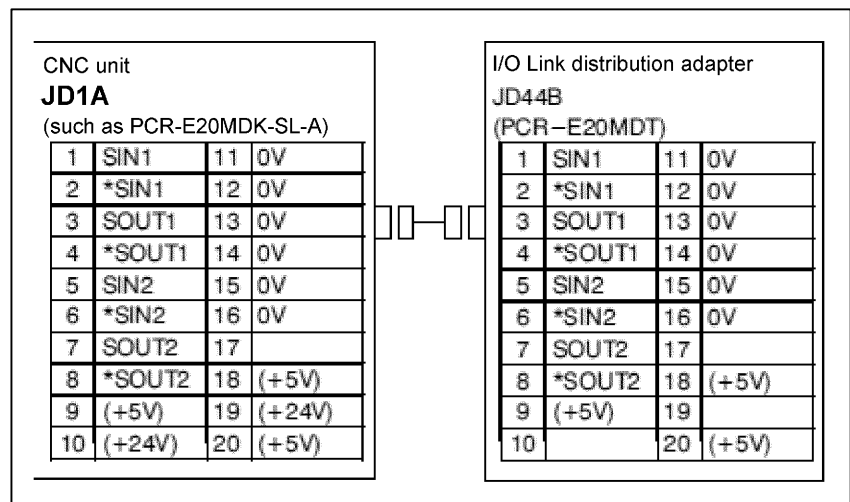 CNC unit
JD1A
(such as PCR-E20MDK-SL-A)
1 SIN1 11 0V
2 *SIN1 12 0V
3 SOUT1 13 0V
4 *SOUT1 14 0V
5 SIN2 15 0V
6 *SIN2 16 0V
7 SOUT2 17
8 *SOUT2 18 (+5V)
9 (+5V) 19 (+24V)
10 (+24V) 20 (+5V)
I/O Link distribution adapter
JD44B
(PCR-E20MDT)
1 SIN1 11 0V
2 *SIN1 12 0V
3 SOUT1 13 0V
4 *SOUT1 14 0V
5 SIN2 15 0V
6 *SIN2 16 0V
7 SOUT2 17
8 *SOUT2 18 (+5V)
9 (+5V) 19
10 20 (+5V)